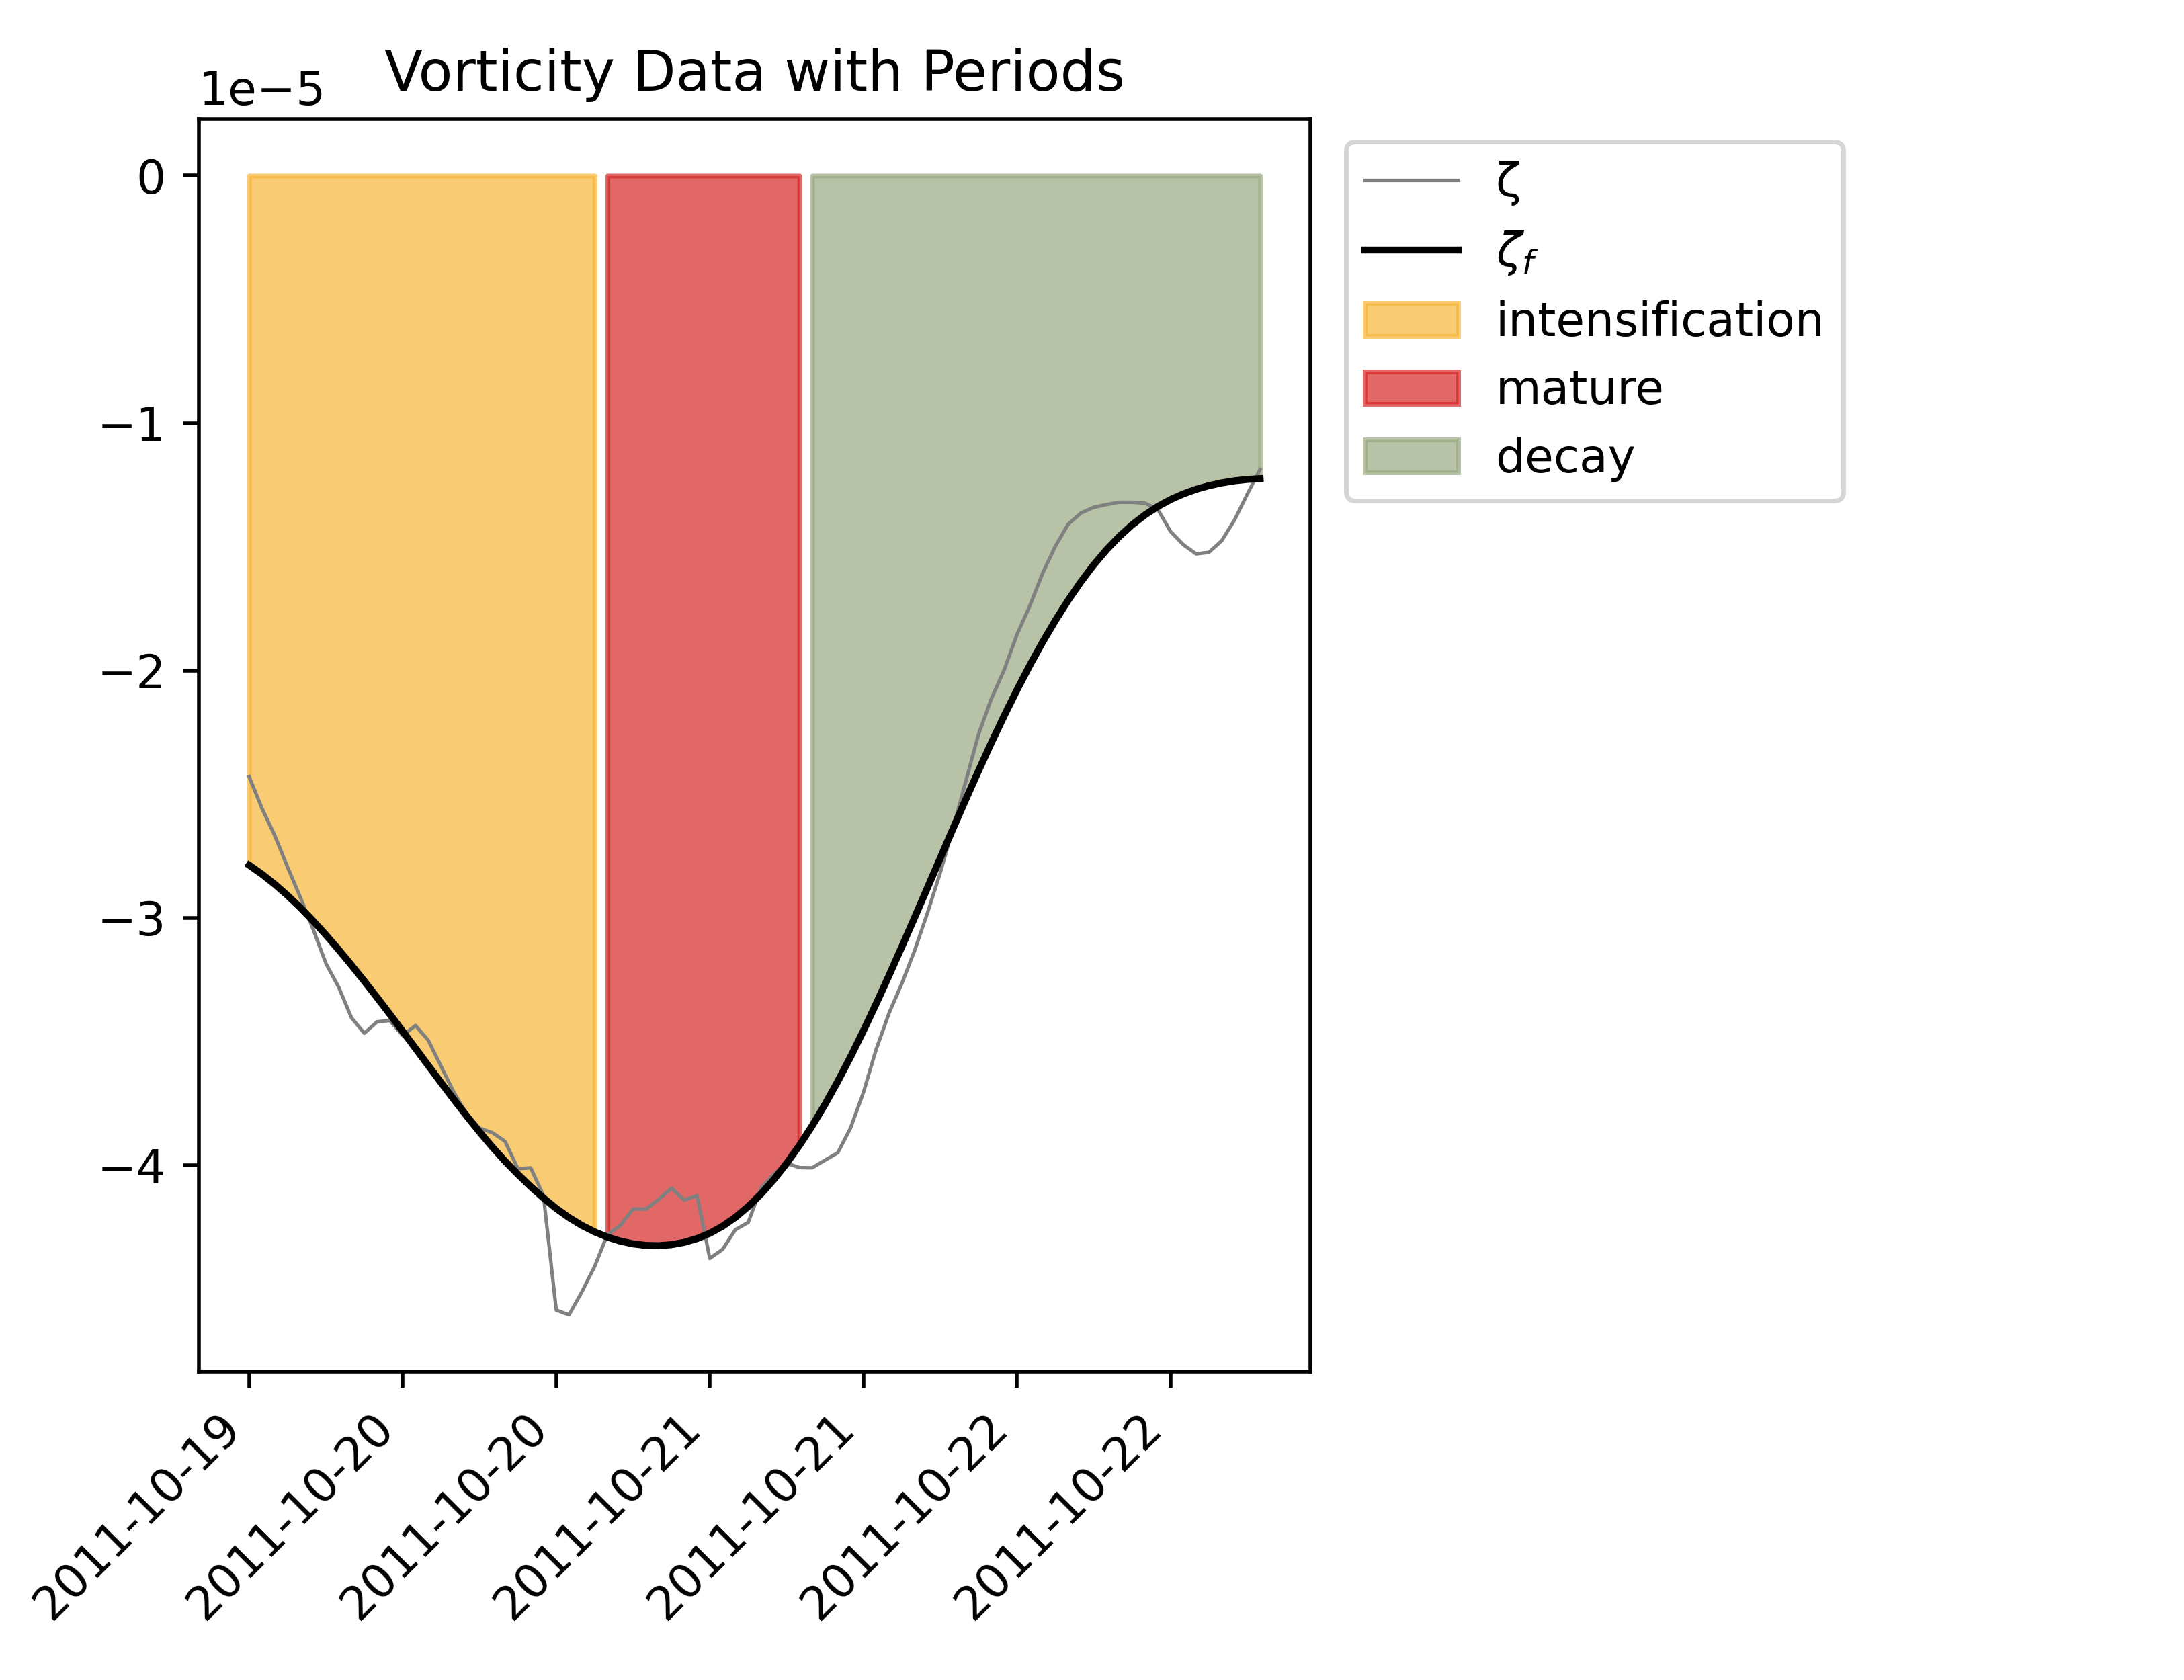 Vorticity Data with Periods
1e−5
0
−1
−2
−3
−4
2011-10-19
2011-10-20
2011-10-20
2011-10-21
2011-10-21
2011-10-22
2011-10-22
ζ
ζf
intensification
mature
decay